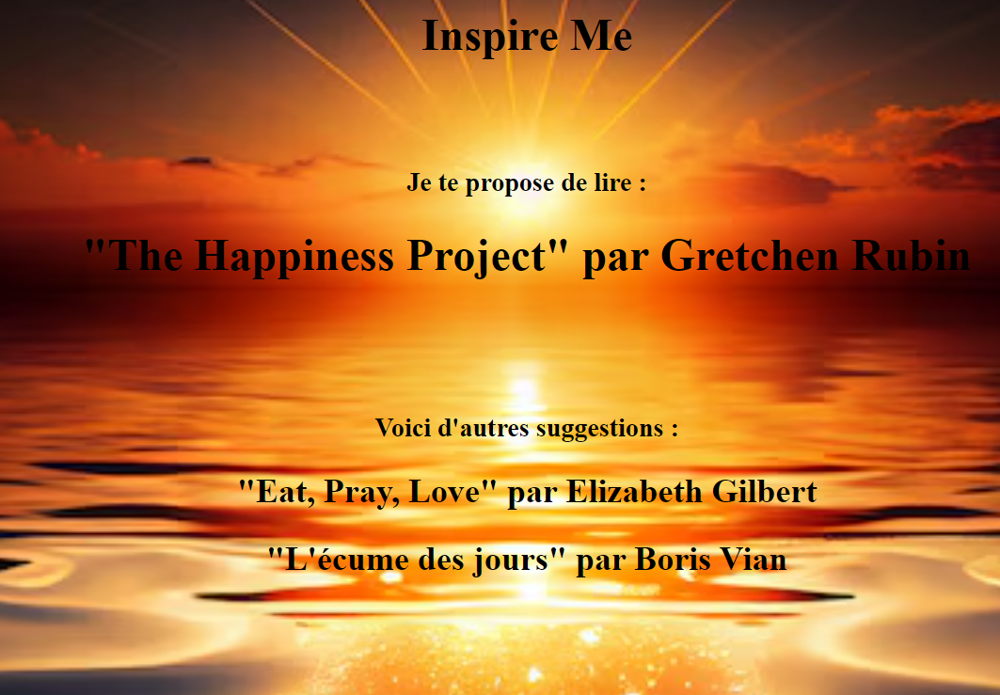 Inspire Me
Je te propose de lire :
"The Happiness Project" par Gretchen Rubin
Voici d'autres suggestions :
"Eat, Pray, Love" par Elizabeth Gilbert
"L'écume des jours" par Boris Vian